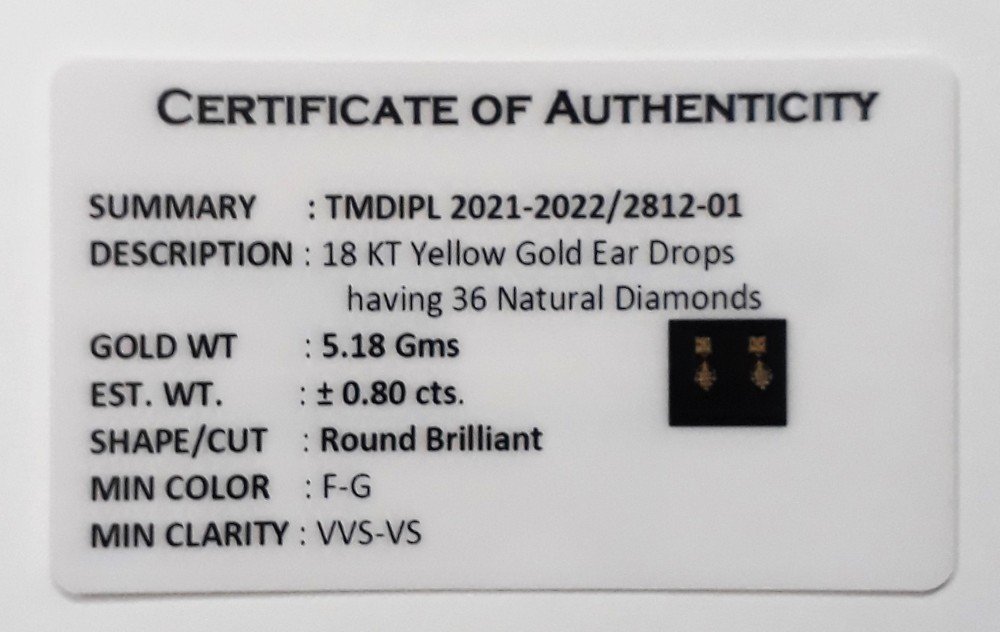 CERTIFICATE OF AUTHENTICITY
SUMMARY : TMDIPL 2021-2022/2812-01
DESCRIPTION : 18 KT Yellow Gold Ear Drops
having 36 Natural Diamonds
GOLD WT : 5.18 Gms
EST. WT. : ± 0.80 cts.
SHAPE/CUT : Round Brilliant
MIN COLOR : F-G
MIN CLARITY : VVS-VS